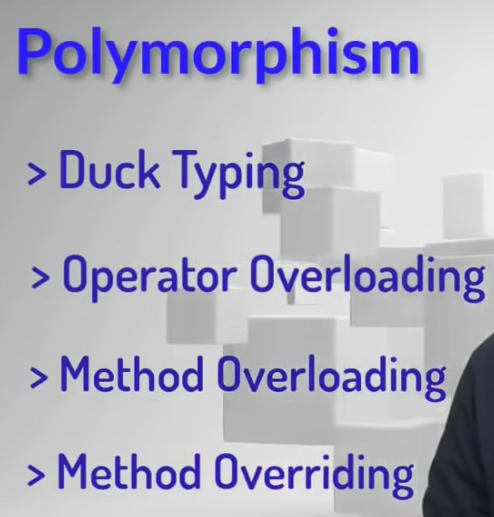 Polymorphism
> Duck Typing
> Operator Overloading
> Method Overloading
> Method Overriding